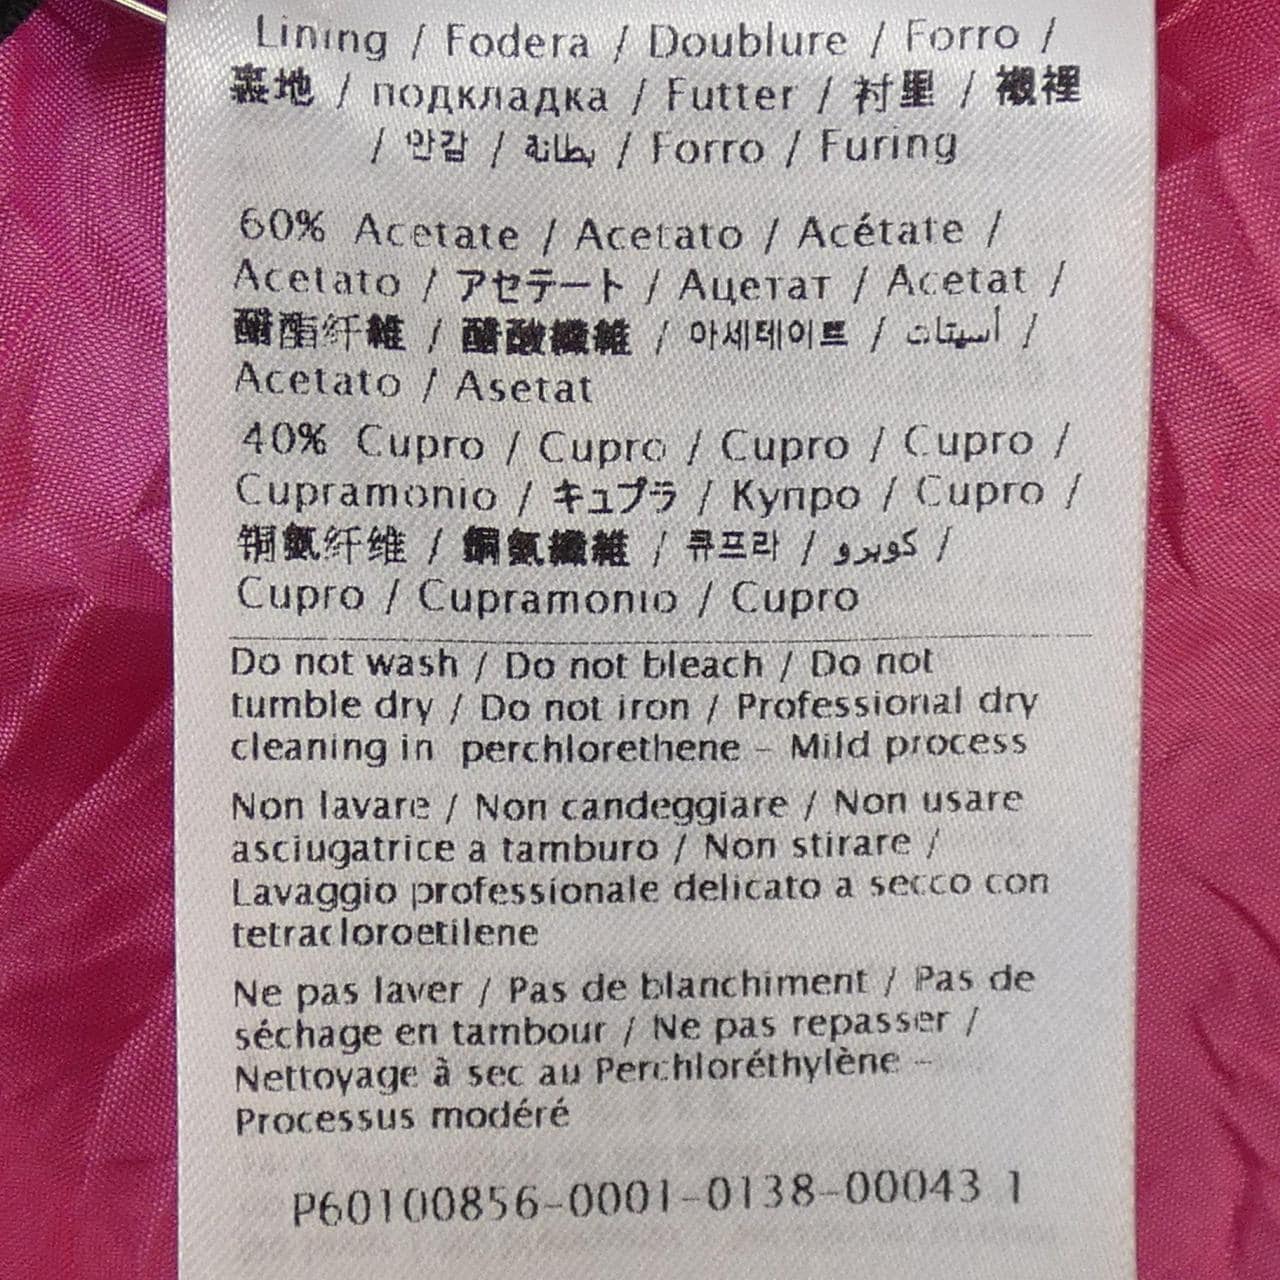 Lining / Fodera / Doublure / Forro /
裏地 / подкладка / Futter / 衬里 / 襯裡
/ 안감 / بطانة / Forro / Furing
60% Acetate / Acetato / Acétate /
Acetato / アセテート / Ацетат / Acetat /
醋酯纤維 / 醋酸纖維 / 아세테이트 / أسيتات /
Acetato / Asetat
40% Cupro / Cupro / Cupro / Cupro /
Cupramonio / キュプラ / Купро / Cupro /
铜氨纤维 / 銅氨纖維 / 큐프라 / كوبرو /
Cupro / Cupramonio / Cupro
Do not wash / Do not bleach / Do not
tumble dry / Do not iron / Professional dry
cleaning in perchlorethene - Mild process
Non lavare / Non candeggiare / Non usare
asciugatrice a tamburo / Non stirare /
Lavaggio professionale delicato a secco con
tetracloroetilene
Ne pas laver / Pas de blanchiment / Pas de
séchage en tambour / Ne pas repasser /
Nettoyage à sec au Perchloréthylène -
Processus modéré
P60100856-0001-0138-00043 1